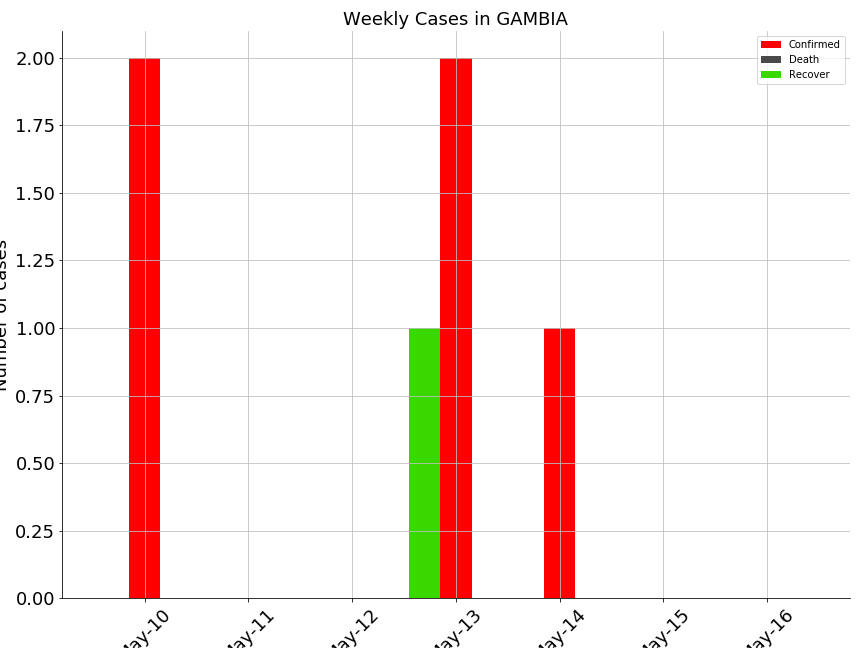 Weekly Cases in GAMBIA
Confirmed
Death
Recover
Number of cases
2.00
1.75
1.50
1.25
1.00
0.75
0.50
0.25
0.00
May-10
May-11
May-12
May-13
May-14
May-15
May-16